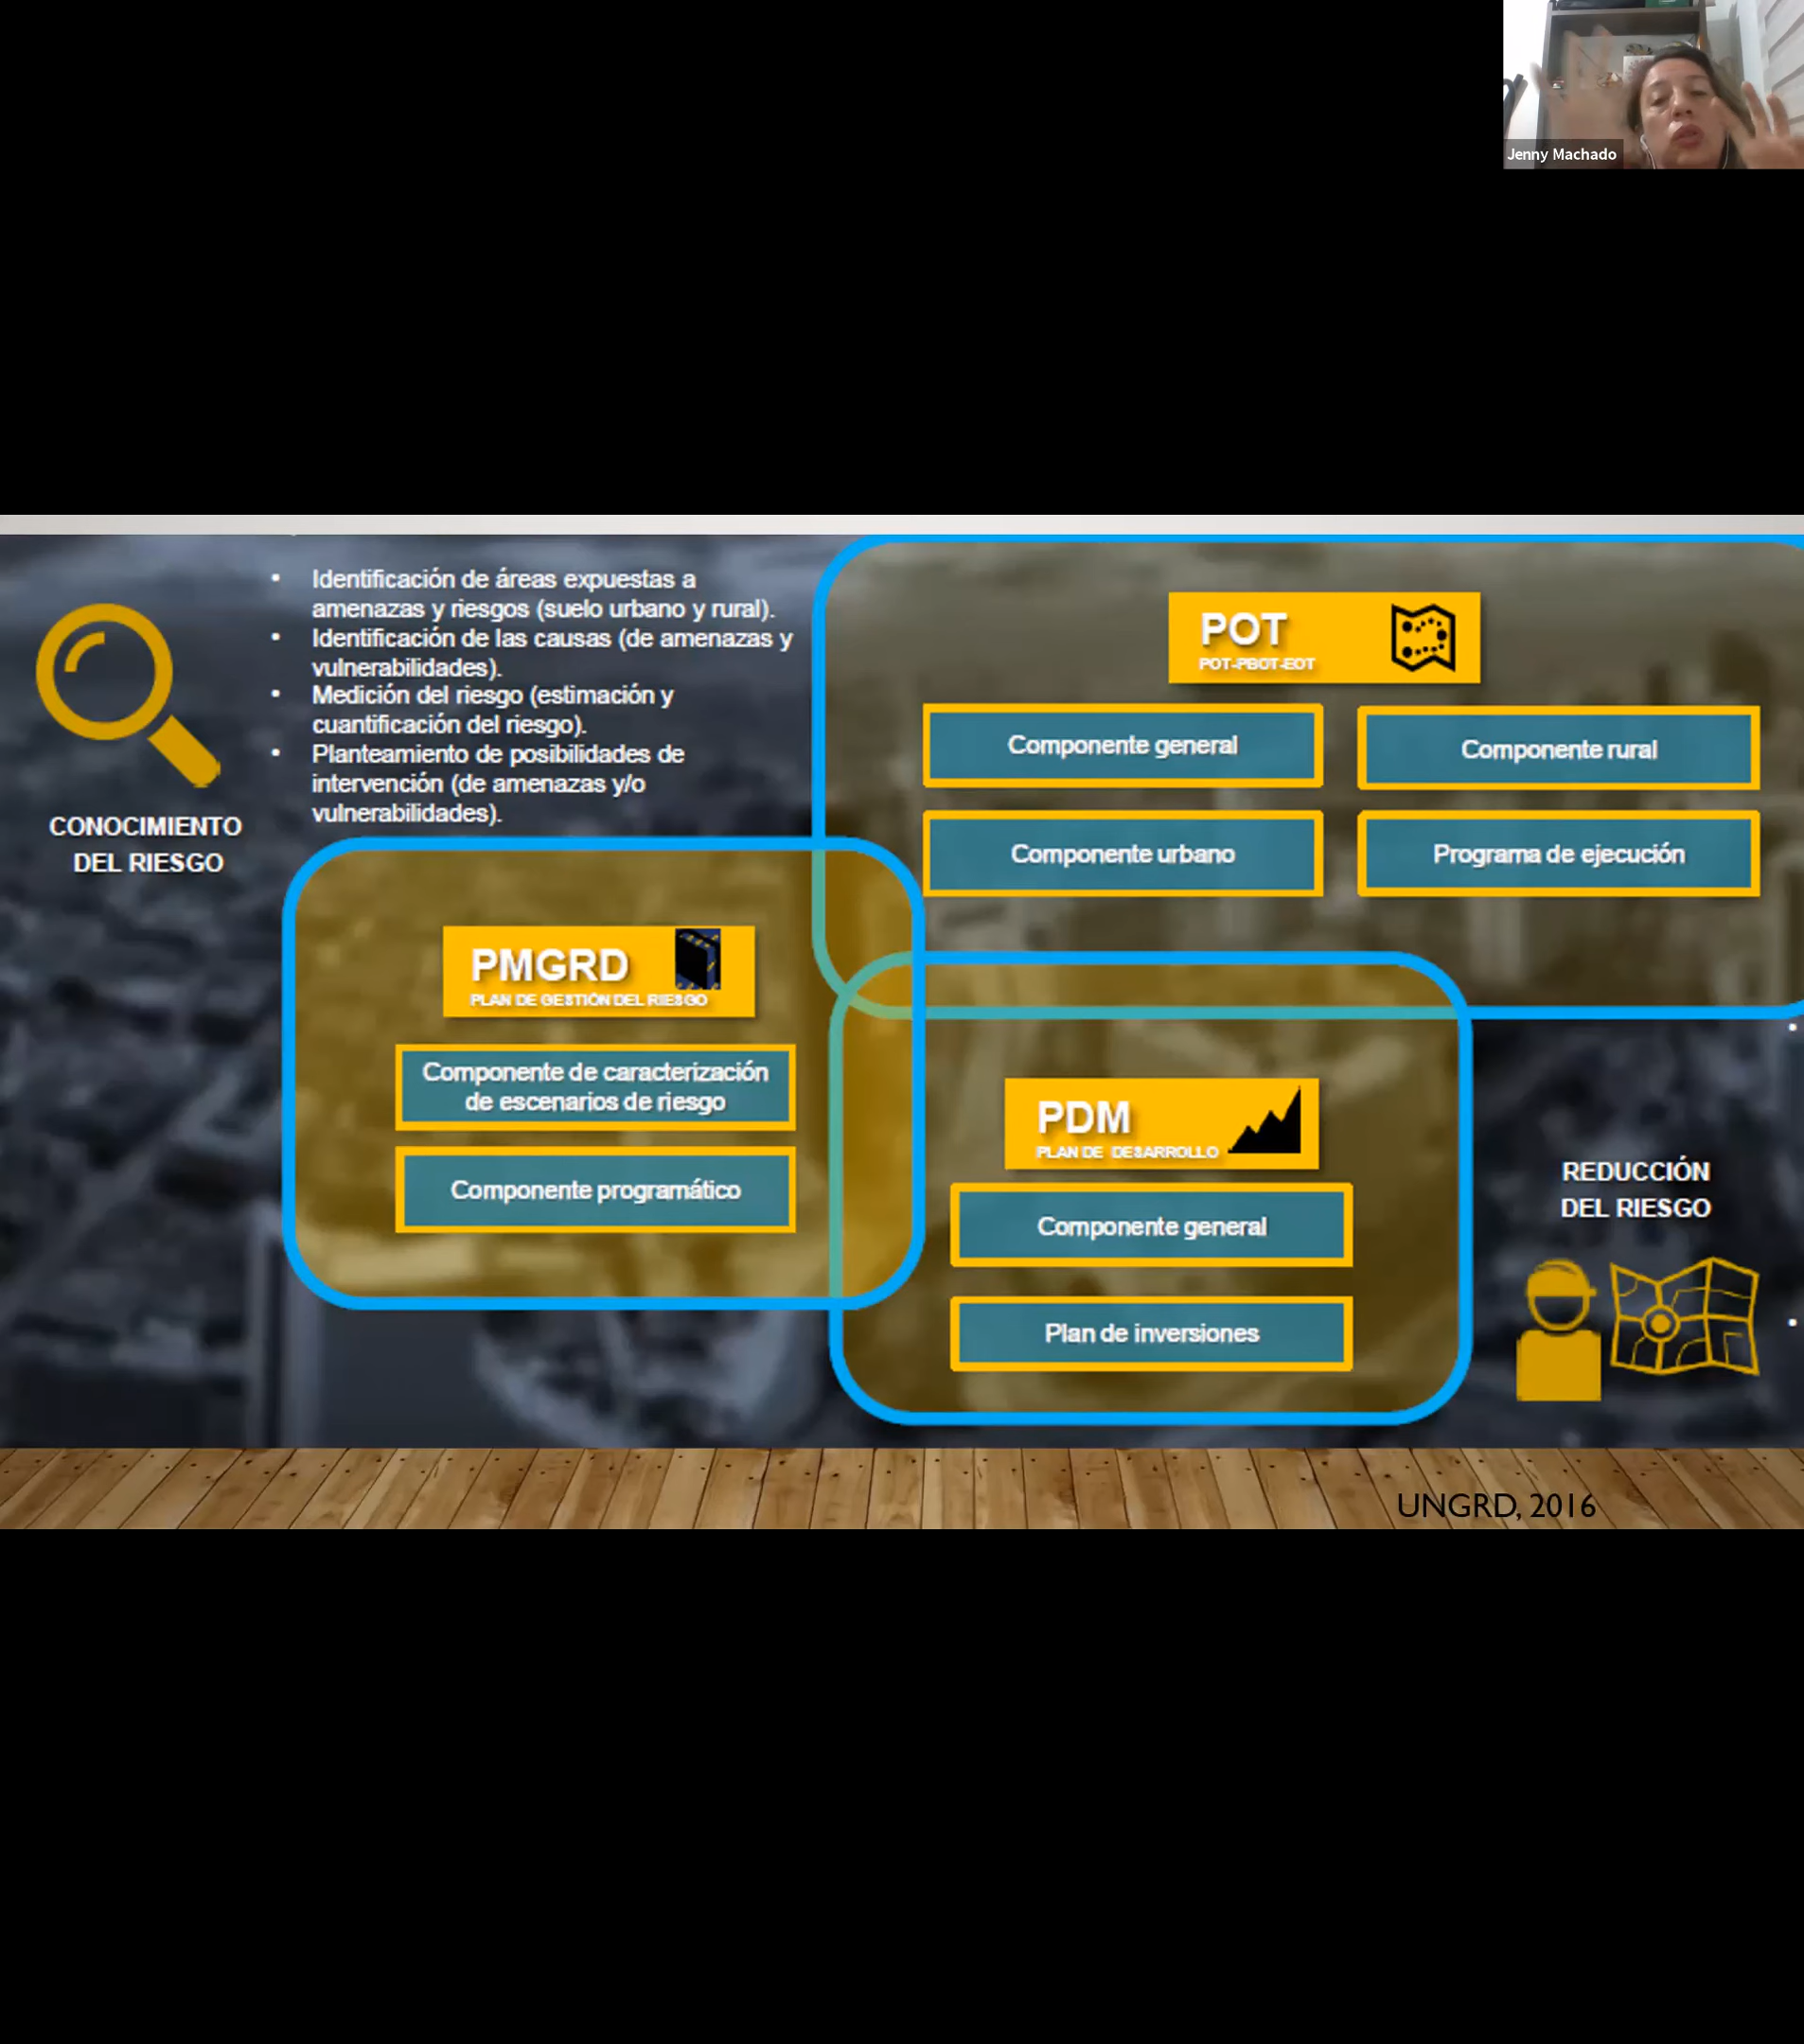 Jenny Machado
• Identificación de áreas expuestas a
amenazas y riesgos (suelo urbano y rural).
• Identificación de las causas (de amenazas y
vulnerabilidades).
• Medición del riesgo (estimación y
cuantificación del riesgo).
• Planteamiento de posibilidades de
intervención (de amenazas y/o
vulnerabilidades).
CONOCIMIENTO
DEL RIESGO
POT
POT-PBOT-EOT
Componente general
Componente rural
Componente urbano
Programa de ejecución
PMGRD
PLAN DE GESTIÓN DEL RIESGO
Componente de caracterización
de escenarios de riesgo
Componente programático
PDM
PLAN DE DESARROLLO
Componente general
Plan de inversiones
REDUCCIÓN
DEL RIESGO
UNGRD, 2016